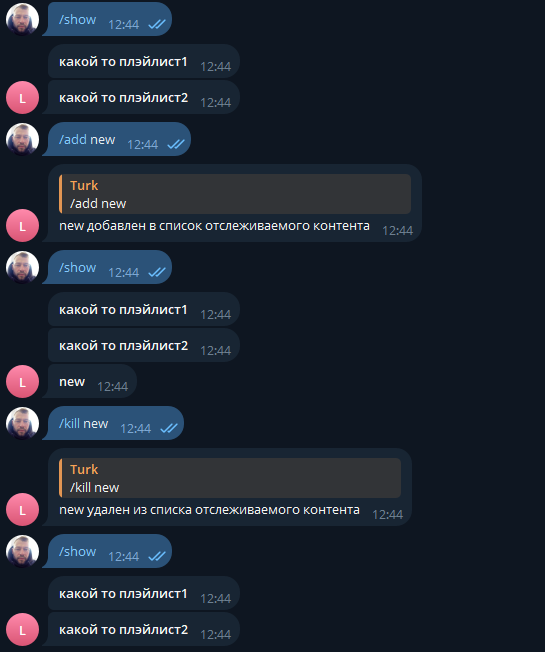 /show 12:44
какой то плэйлист1 12:44
L какой то плэйлист2 12:44
/add new 12:44
Turk
/add new
L new добавлен в список отслеживаемого контента 12:44
/show 12:44
какой то плэйлист1 12:44
какой то плэйлист2 12:44
L new 12:44
/kill new 12:44
Turk
/kill new
L new удален из списка отслеживаемого контента 12:44
/show 12:44
какой то плэйлист1 12:44
L какой то плэйлист2 12:44